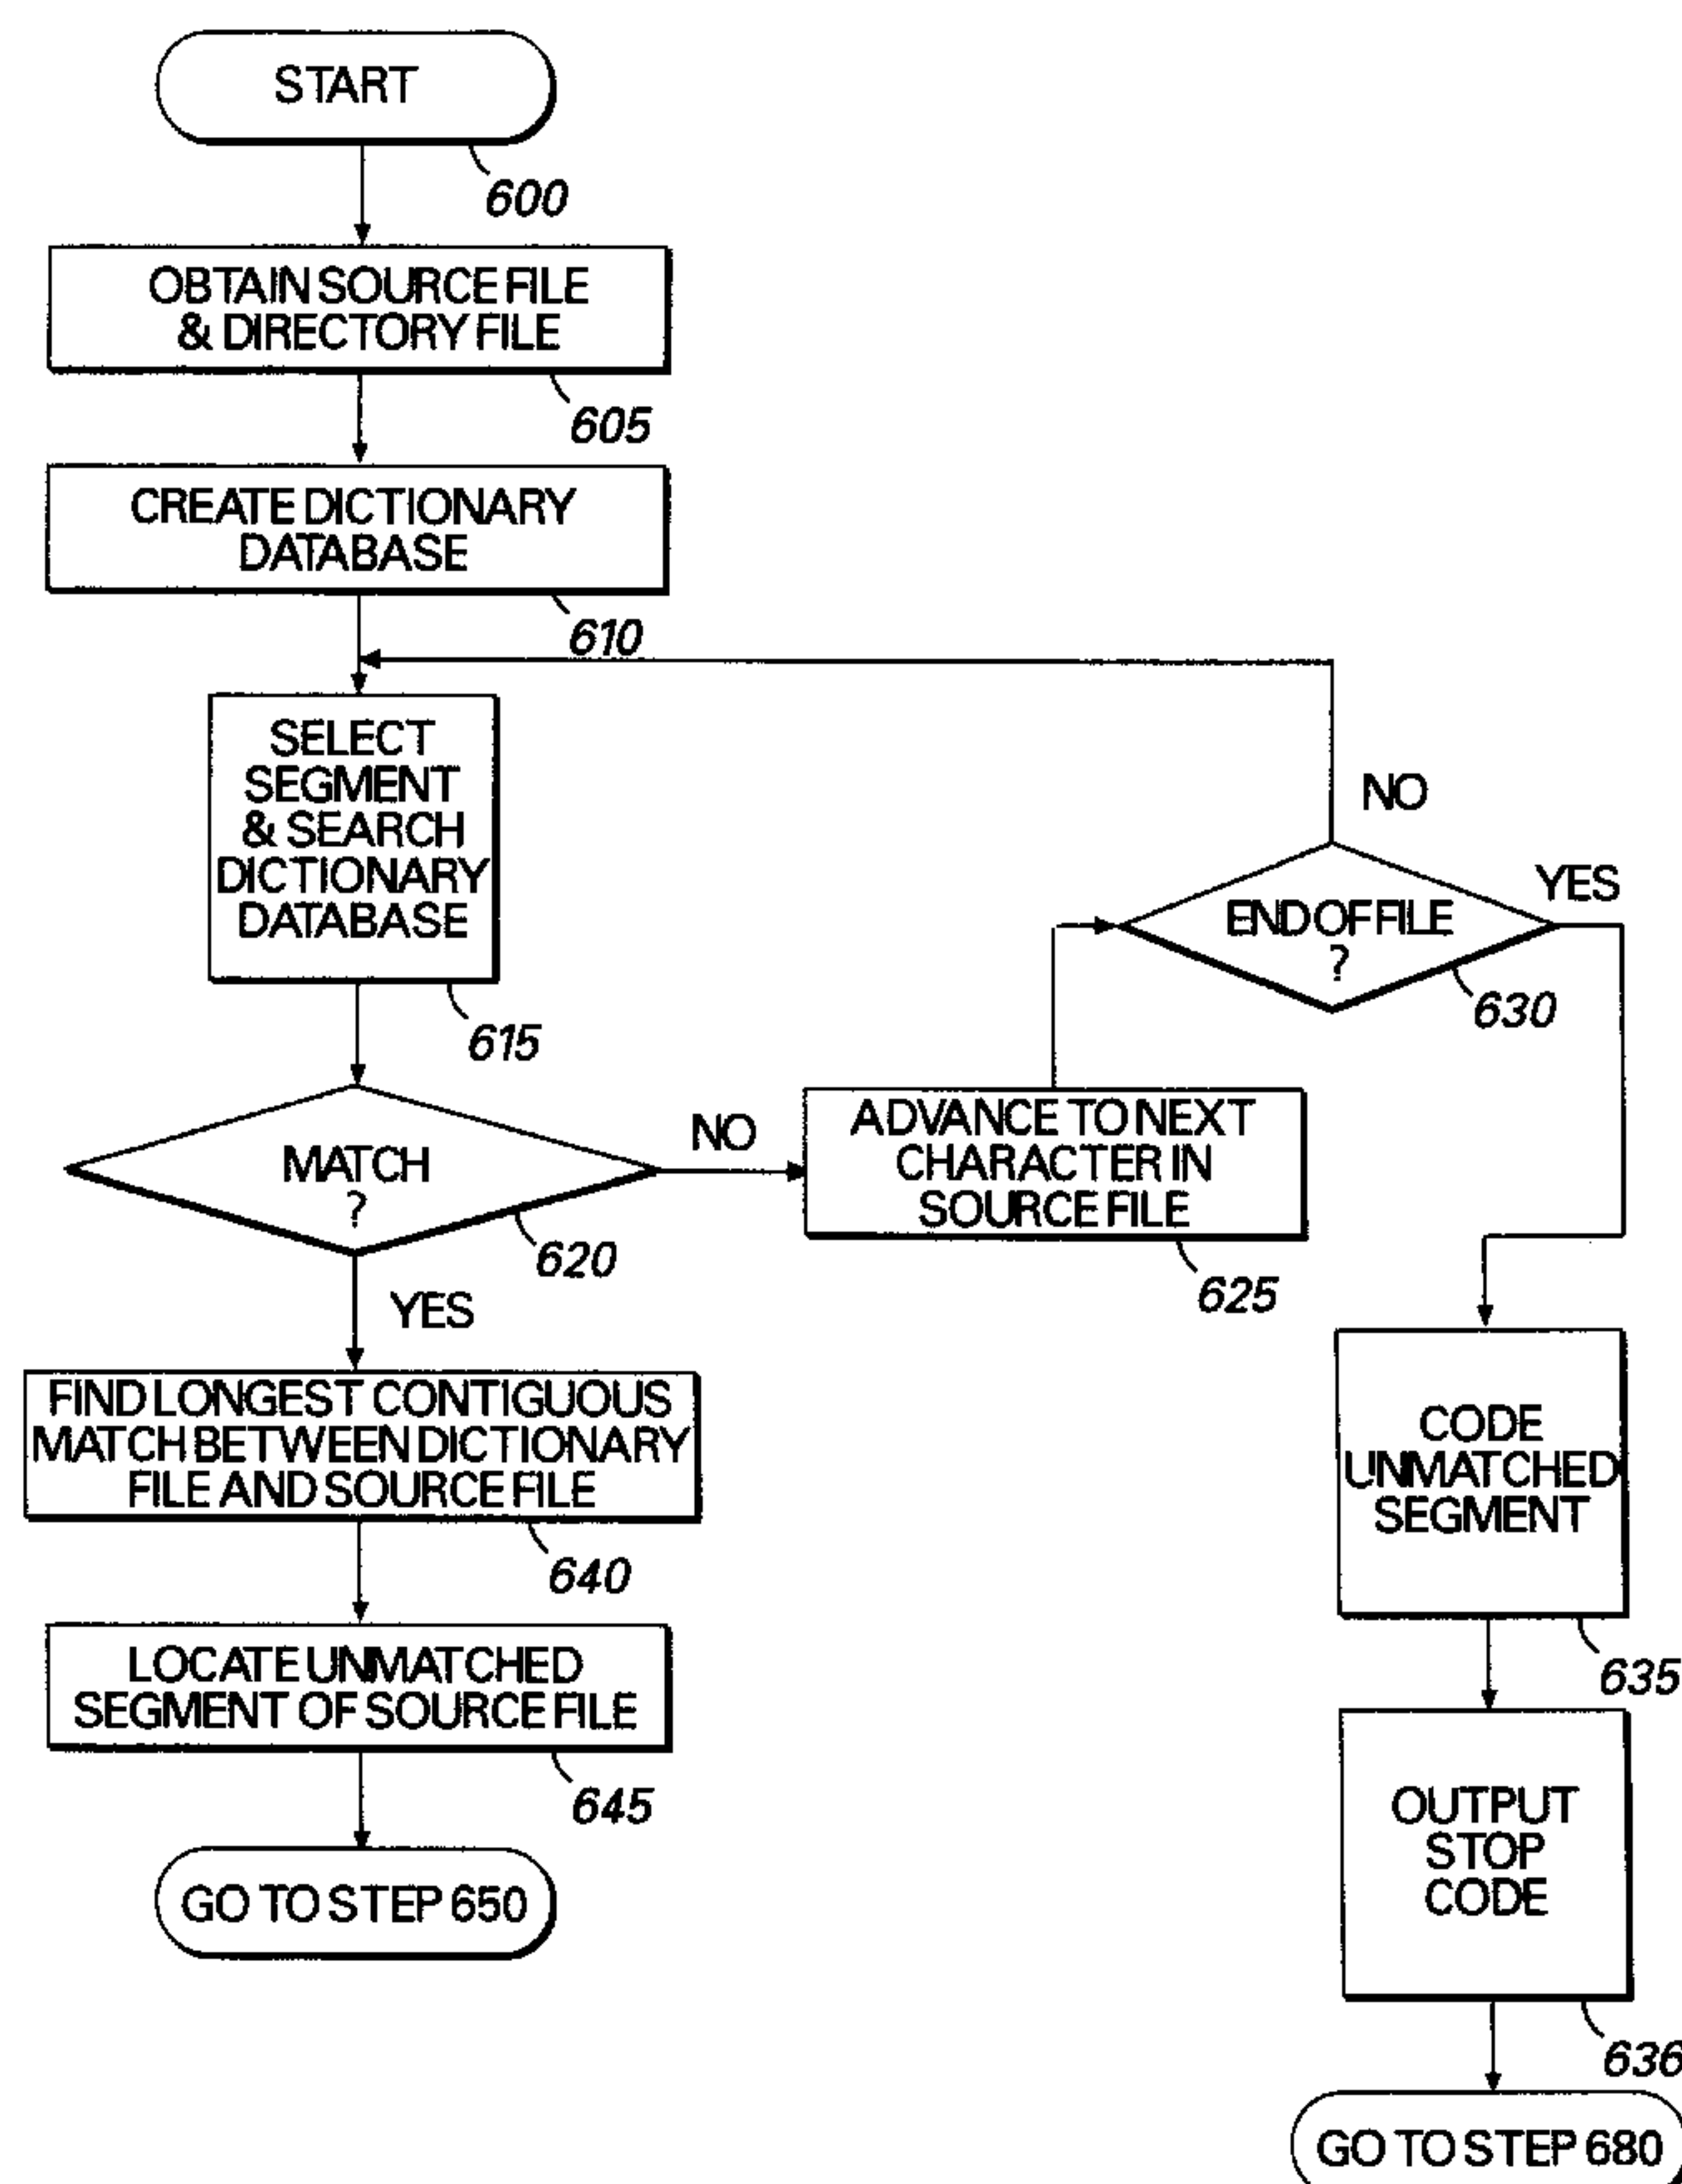 START
600
OBTAIN SOURCE FILE
& DIRECTORY FILE
605
CREATE DICTIONARY
DATABASE
610
SELECT
SEGMENT
& SEARCH
DICTIONARY
DATABASE
615
MATCH
?
620
NO
YES
ADVANCE TO NEXT
CHARACTER IN
SOURCE FILE
625
END OF FILE
?
630
NO
YES
CODE
UNMATCHED
SEGMENT
635
OUTPUT
STOP
CODE
636
GO TO STEP 680
FIND LONGEST CONTIGUOUS
MATCH BETWEEN DICTIONARY
FILE AND SOURCE FILE
640
LOCATE UNMATCHED
SEGMENT OF SOURCE FILE
645
GO TO STEP 650